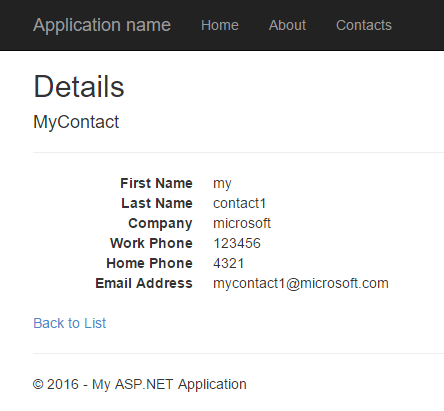 Application name Home About Contacts
Details
MyContact
First Name my
Last Name contact1
Company microsoft
Work Phone 123456
Home Phone 4321
Email Address mycontact1@microsoft.com
Back to List
© 2016 - My ASP.NET Application